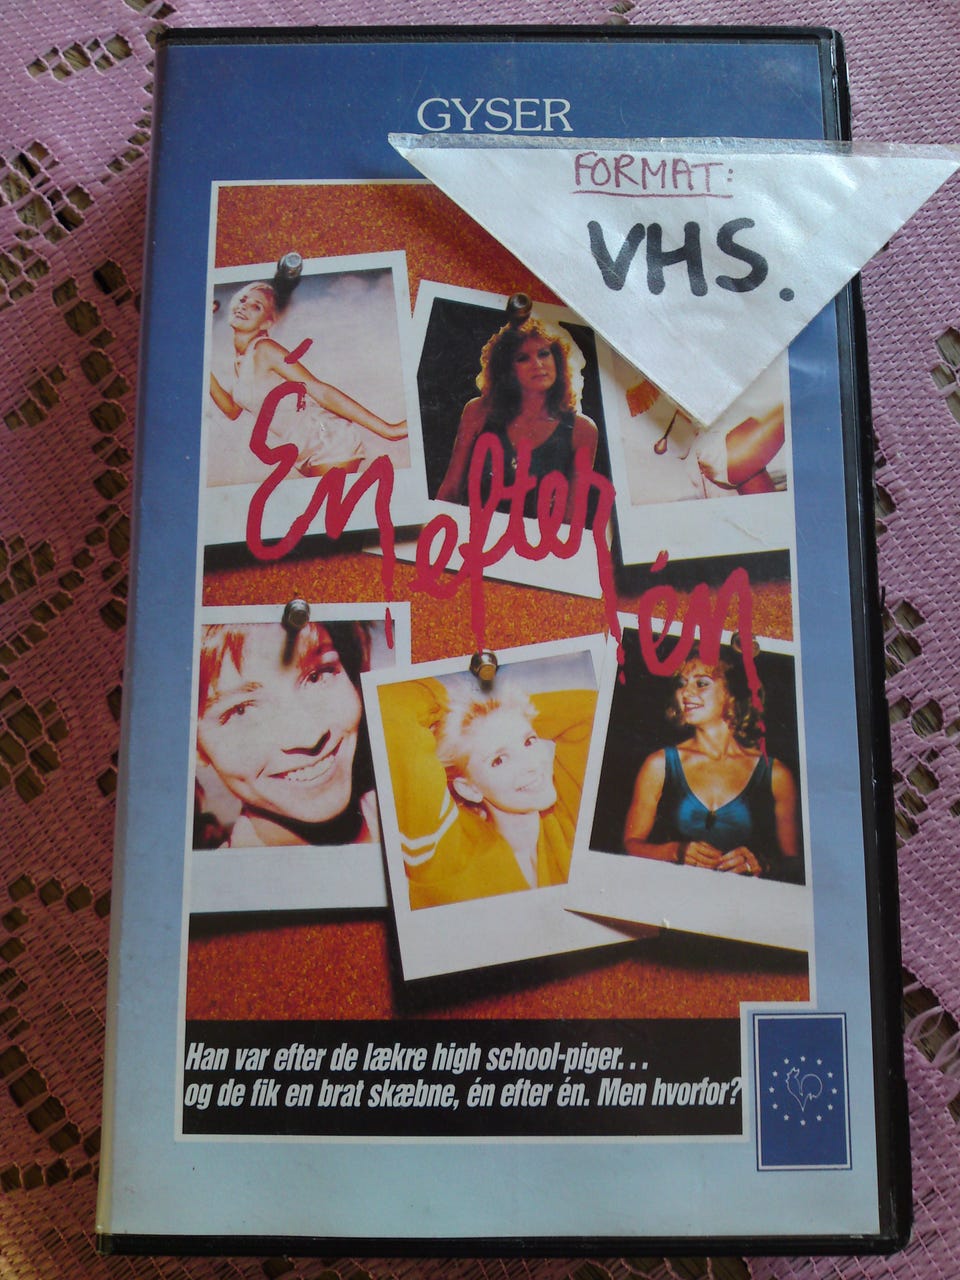 GYSER
FORMAT:
VHS.
Én efter én
Han var efter de lækre high school-piger...
og de fik en brat skæbne, én efter én. Men hvorfor?